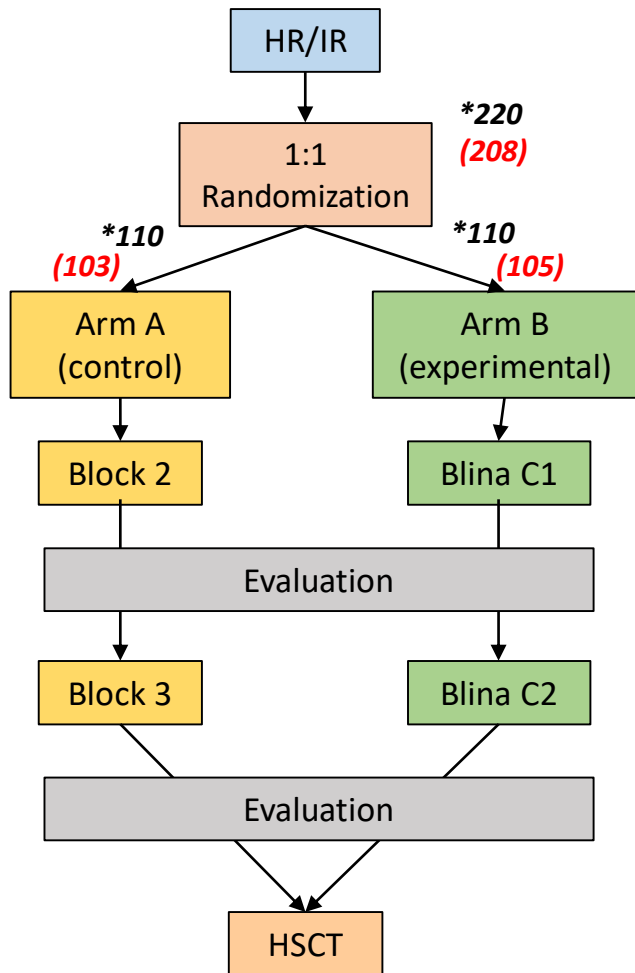 HR/IR
*220
(208)
1:1
Randomization
*110
(103)
*110
(105)
Arm A
(control)
Arm B
(experimental)
Block 2
Blina C1
Evaluation
Block 3
Blina C2
Evaluation
HSCT